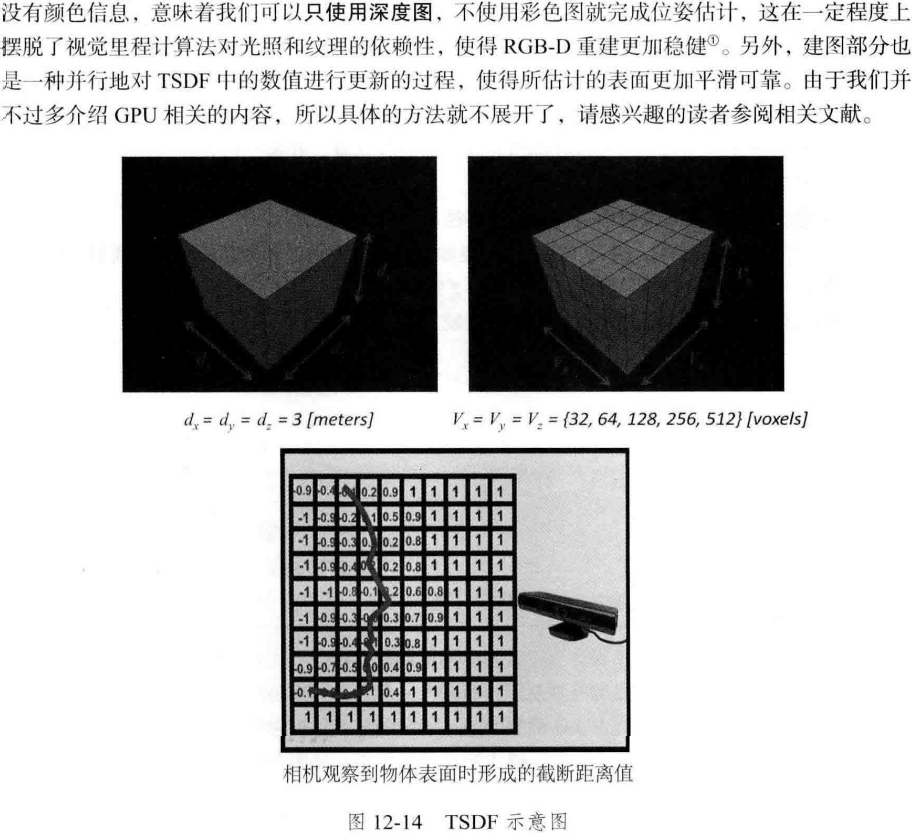 没有颜色信息，意味着我们可以只使用深度图，不使用彩色图就完成位姿估计，这在一定程度上
摆脱了视觉里程计算法对光照和纹理的依赖性，使得 RGB-D 重建更加稳健①。另外，建图部分也
是一种并行地对 TSDF 中的数值进行更新的过程，使得所估计的表面更加平滑可靠。由于我们并
不过多介绍 GPU 相关的内容，所以具体的方法就不展开了，请感兴趣的读者参阅相关文献。
dx = dy = dz = 3 [meters]
Vx = Vy = Vz = {32, 64, 128, 256, 512} [voxels]
-0.9 -0.4 0.2 0.9 1 1 1 1 1
-1 -0.9 -0.2 0.5 0.9 1 1 1 1
-1 -0.9 -0.3 0.2 0.8 1 1 1 1
-1 -0.9 -0.4 0.2 0.8 1 1 1 1
-1 -1 -0.8 -0.1 0.2 0.6 0.8 1 1 1
-1 -0.9 -0.3 0.3 0.7 0.9 1 1 1
-1 -0.9 -0.4 0.3 0.8 1 1 1 1
-0.9 -0.7 -0.5 0.0 0.4 0.9 1 1 1 1
-0.1 0.4 1 1 1 1 1
1 1 1 1 1 1 1 1 1 1
相机观察到物体表面时形成的截断距离值
图 12-14 TSDF 示意图